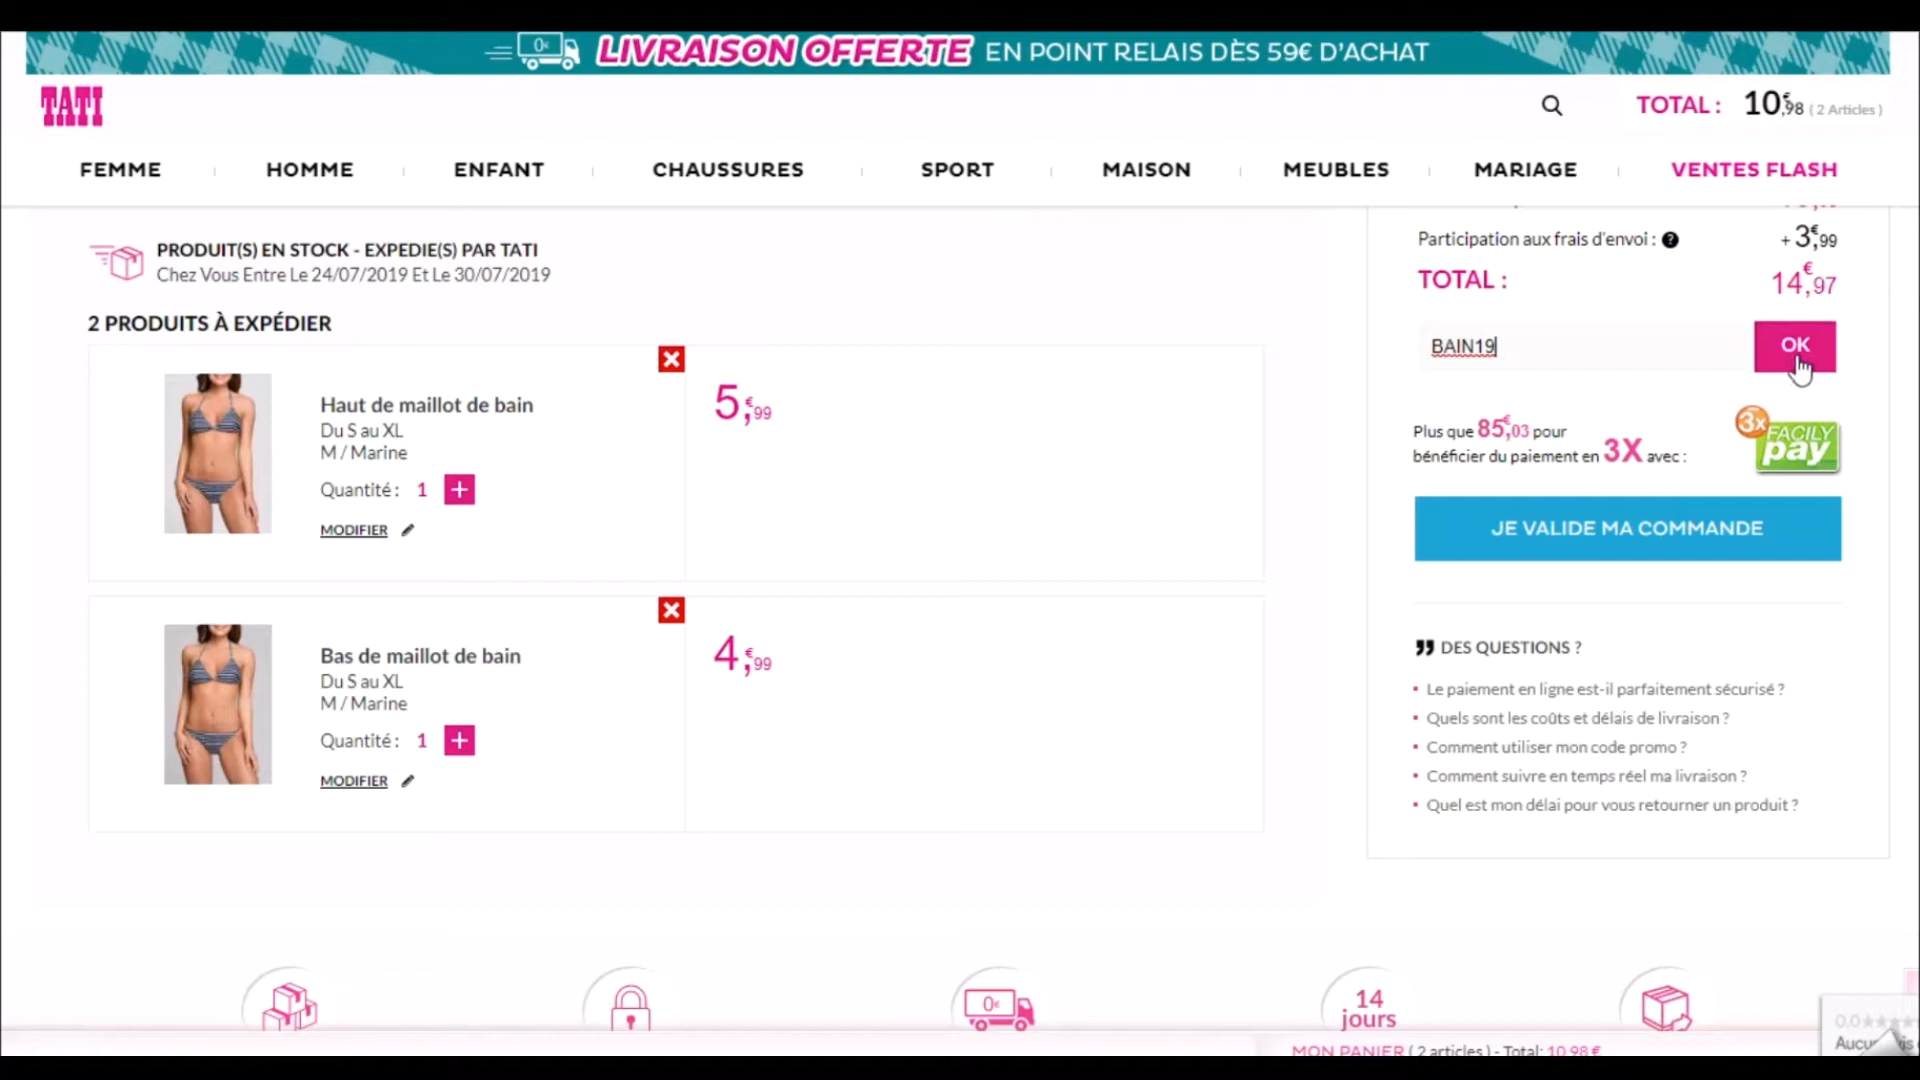 LIVRAISON OFFERTE EN POINT RELAIS DÈS 59€ D'ACHAT
TATI
TOTAL : 10€,98 ( 2 Articles )
FEMME
HOMME
ENFANT
CHAUSSURES
SPORT
MAISON
MEUBLES
MARIAGE
VENTES FLASH
PRODUIT(S) EN STOCK - EXPEDIE(S) PAR TATI
Chez Vous Entre Le 24/07/2019 Et Le 30/07/2019
2 PRODUITS À EXPÉDIER
Haut de maillot de bain
Du S au XL
M / Marine
Quantité : 1 +
MODIFIER
5€,99
Bas de maillot de bain
Du S au XL
M / Marine
Quantité : 1 +
MODIFIER
4€,99
Participation aux frais d'envoi : ? + 3€,99
TOTAL : 14€,97
BAIN19
OK
Plus que 85€,03 pour
bénéficier du paiement en 3X avec :
3x FACILY pay
JE VALIDE MA COMMANDE
DES QUESTIONS ?
Le paiement en ligne est-il parfaitement sécurisé ?
Quels sont les coûts et délais de livraison ?
Comment utiliser mon code promo ?
Comment suivre en temps réel ma livraison ?
Quel est mon délai pour vous retourner un produit ?
0€
14
jours
0,0
MON PANIER ( 2 articles ) - Total: 10,98 €